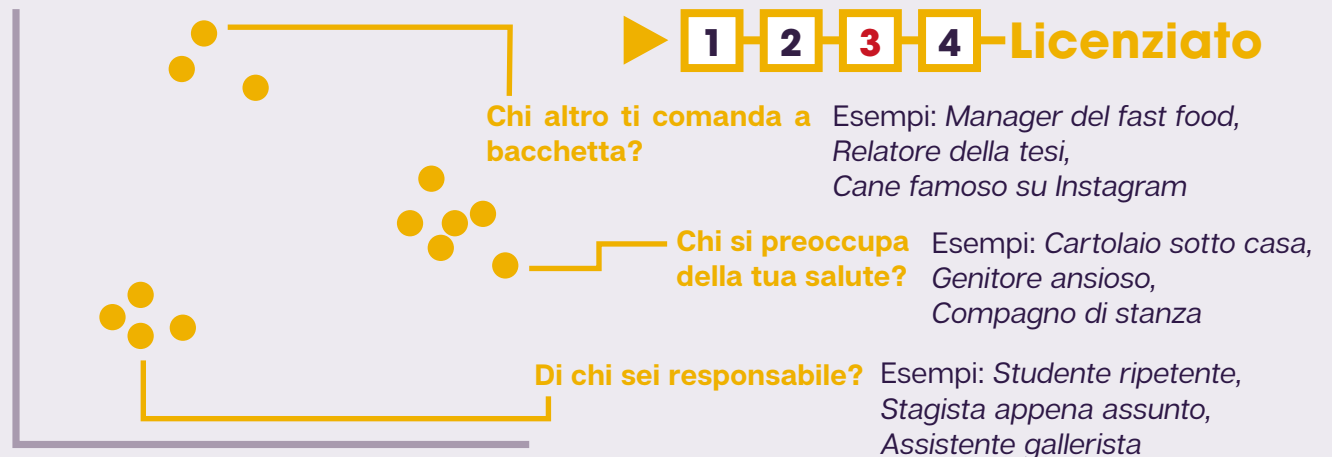 1 2 3 4 Licenziato
Chi altro ti comanda a
bacchetta?
Esempi: Manager del fast food,
Relatore della tesi,
Cane famoso su Instagram
Chi si preoccupa
della tua salute?
Esempi: Cartolaio sotto casa,
Genitore ansioso,
Compagno di stanza
Di chi sei responsabile?
Esempi: Studente ripetente,
Stagista appena assunto,
Assistente gallerista